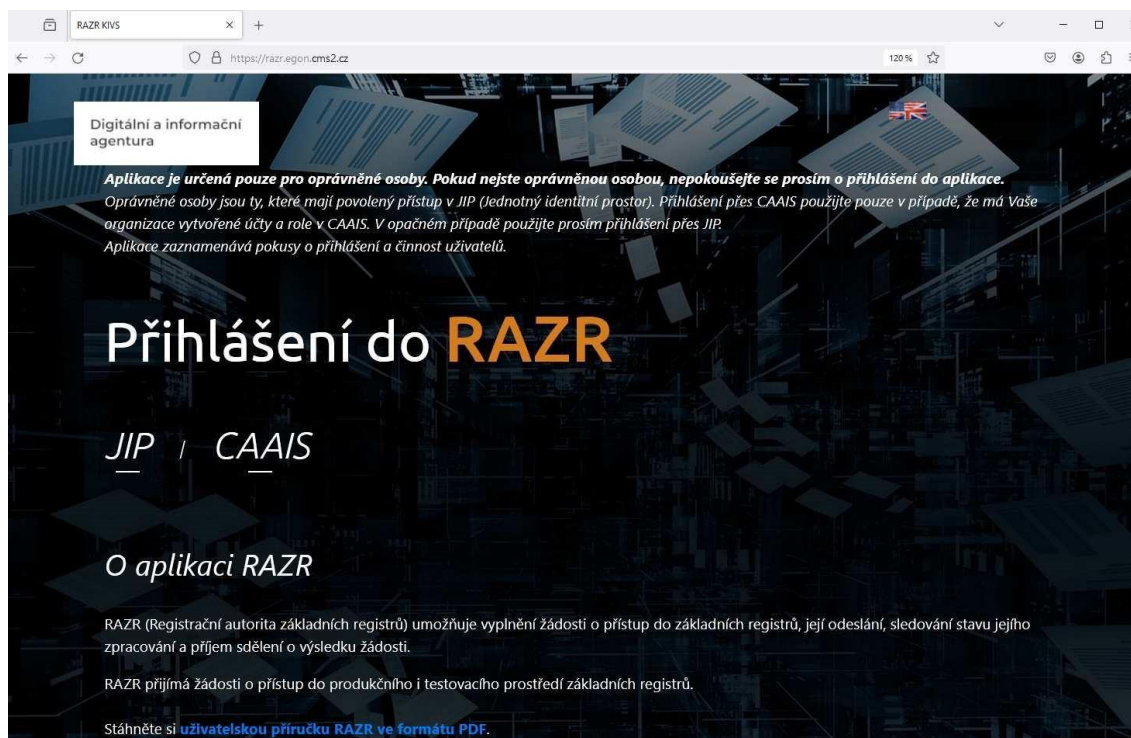 RAZR KIVS
https://razr.egon.cms2.cz
120 %
Digitální a informační
agentura
Aplikace je určená pouze pro oprávněné osoby. Pokud nejste oprávněnou osobou, nepokoušejte se prosím o přihlášení do aplikace.
Oprávněné osoby jsou ty, které mají povolený přístup v JIP (Jednotný identitní prostor). Přihlášení přes CAAIS použijte pouze v případě, že má Vaše
organizace vytvořené účty a role v CAAIS. V opačném případě použijte prosím přihlášení přes JIP.
Aplikace zaznamenává pokusy o přihlášení a činnost uživatelů.
Přihlášení do RAZR
JIP / CAAIS
O aplikaci RAZR
RAZR (Registrační autorita základních registrů) umožňuje vyplnění žádosti o přístup do základních registrů, její odeslání, sledování stavu jejího
zpracování a příjem sdělení o výsledku žádosti.
RAZR přijímá žádosti o přístup do produkčního i testovacího prostředí základních registrů.
Stáhněte si uživatelskou příručku RAZR ve formátu PDF.